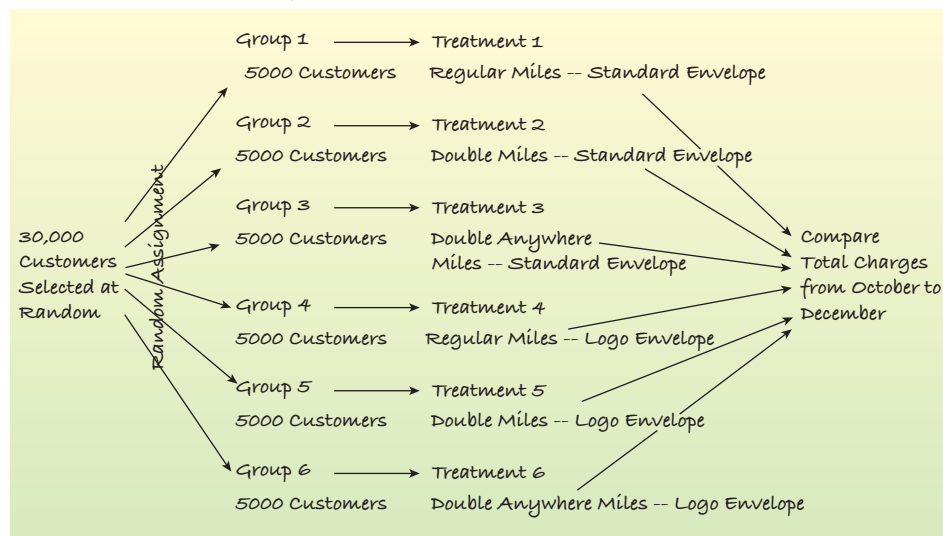 Group 1
Treatment 1
5000 Customers
Regular Miles -- Standard Envelope
Group 2
Treatment 2
5000 Customers
Double Miles -- Standard Envelope
Group 3
Treatment 3
5000 Customers
Double Anywhere
Miles -- Standard Envelope
30,000
Customers
Selected at
Random
Random Assignment
Group 4
Treatment 4
5000 Customers
Regular Miles -- Logo Envelope
Group 5
Treatment 5
5000 Customers
Double Miles -- Logo Envelope
Group 6
Treatment 6
5000 Customers
Double Anywhere Miles -- Logo Envelope
Compare
Total Charges
from October to
December